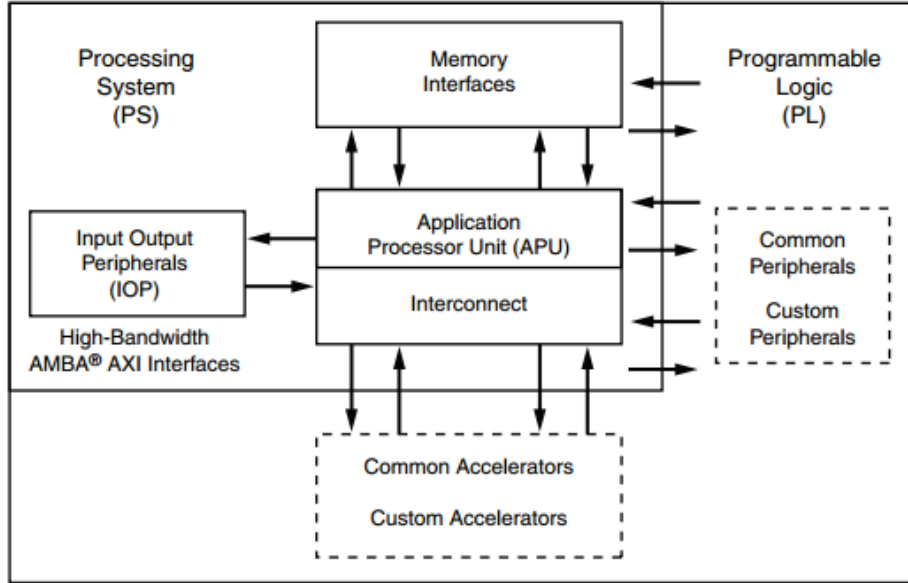 Processing
System
(PS)
Memory
Interfaces
Programmable
Logic
(PL)
Input Output
Peripherals
(IOP)
Application
Processor Unit (APU)
Interconnect
Common
Peripherals
Custom
Peripherals
High-Bandwidth
AMBA® AXI Interfaces
Common Accelerators
Custom Accelerators